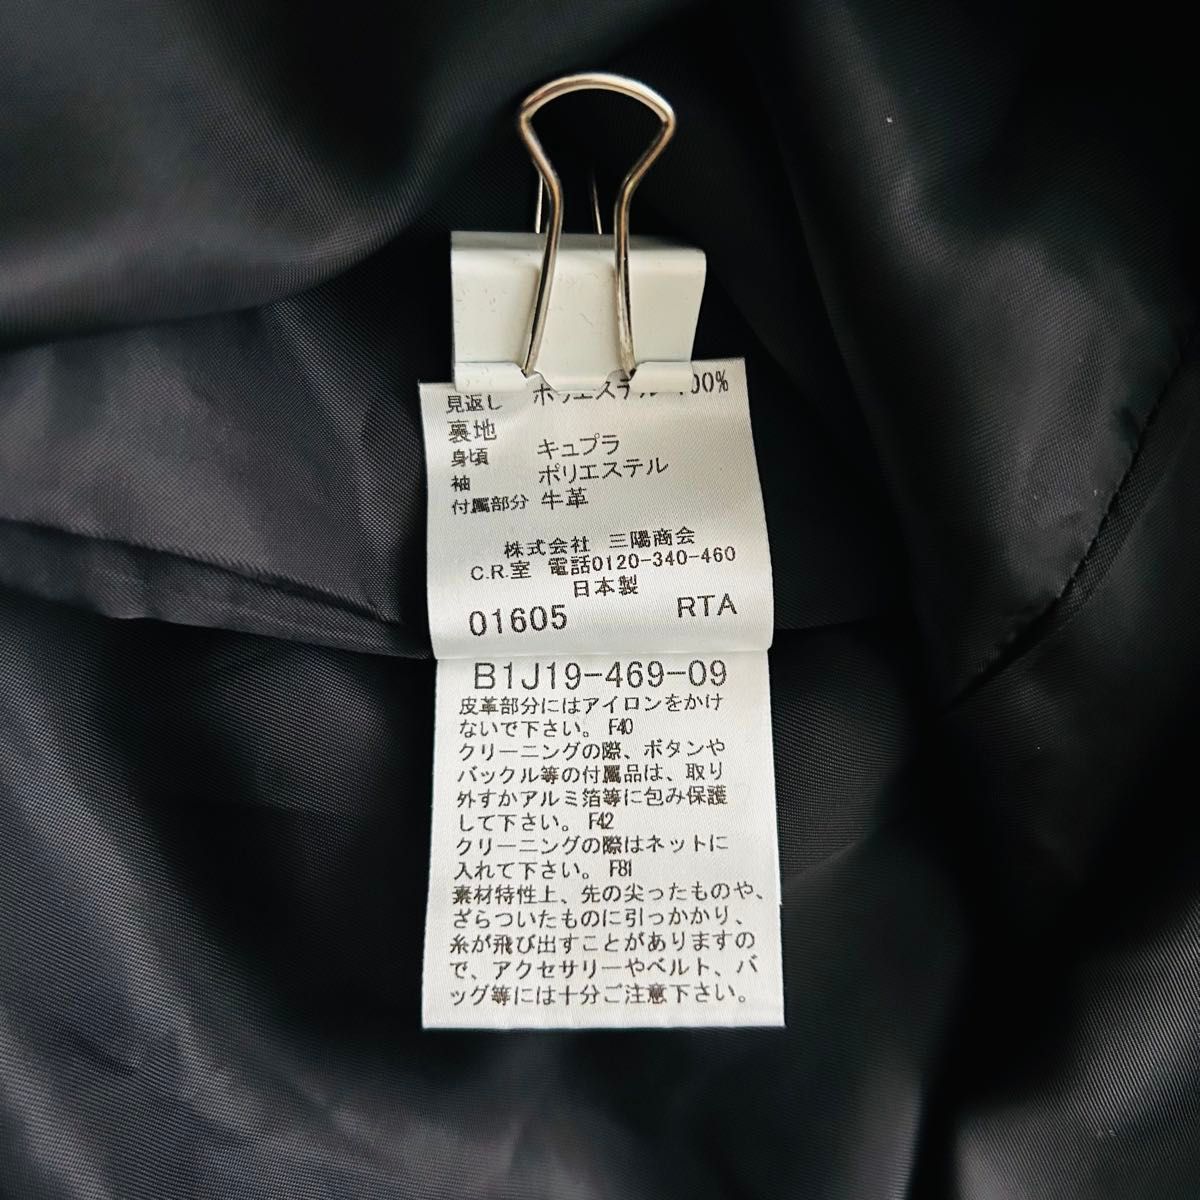 見返し ポリエステル 100%
裏地
身頃 キュプラ
袖 ポリエステル
付属部分 牛革
株式会社 三陽商会
C.R.室 電話0120-340-460
日本製
01605 RTA
B1J19-469-09
皮革部分にはアイロンをかけ
ないで下さい。 F40
クリーニングの際、ボタンや
バックル等の付属品は、取り
外すかアルミ箔等に包み保護
して下さい。 F42
クリーニングの際はネットに
入れて下さい。 F81
素材特性上、先の尖ったものや、
ざらついたものに引っかかり、
糸が飛び出すことがありますの
で、アクセサリーやベルト、バ
ッグ等には十分ご注意下さい。